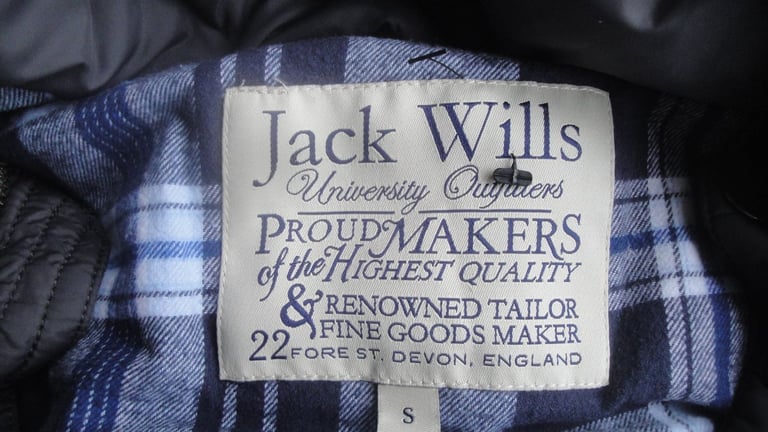 Jack Wills
University Outfitters
PROUD MAKERS
of the HIGHEST QUALITY
& RENOWNED TAILOR
FINE GOODS MAKER
22 FORE ST. DEVON, ENGLAND
S